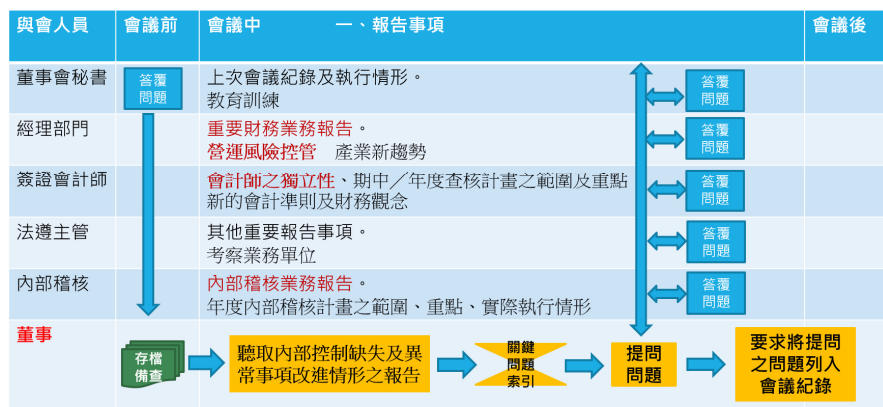 與會人員 會議前 會議中 一、報告事項 會議後
董事會秘書
答覆
問題
上次會議紀錄及執行情形。
教育訓練
答覆
問題
經理部門
重要財務業務報告。
營運風險控管 產業新趨勢
答覆
問題
簽證會計師
會計師之獨立性、期中／年度查核計畫之範圍及重點
新的會計準則及財務觀念
答覆
問題
法遵主管
其他重要報告事項。
考察業務單位
答覆
問題
內部稽核
內部稽核業務報告。
年度內部稽核計畫之範圍、重點、實際執行情形
答覆
問題
董事
存檔
備查
聽取內部控制缺失及異
常事項改進情形之報告
關鍵
問題
索引
提問
問題
要求將提問
之問題列入
會議紀錄